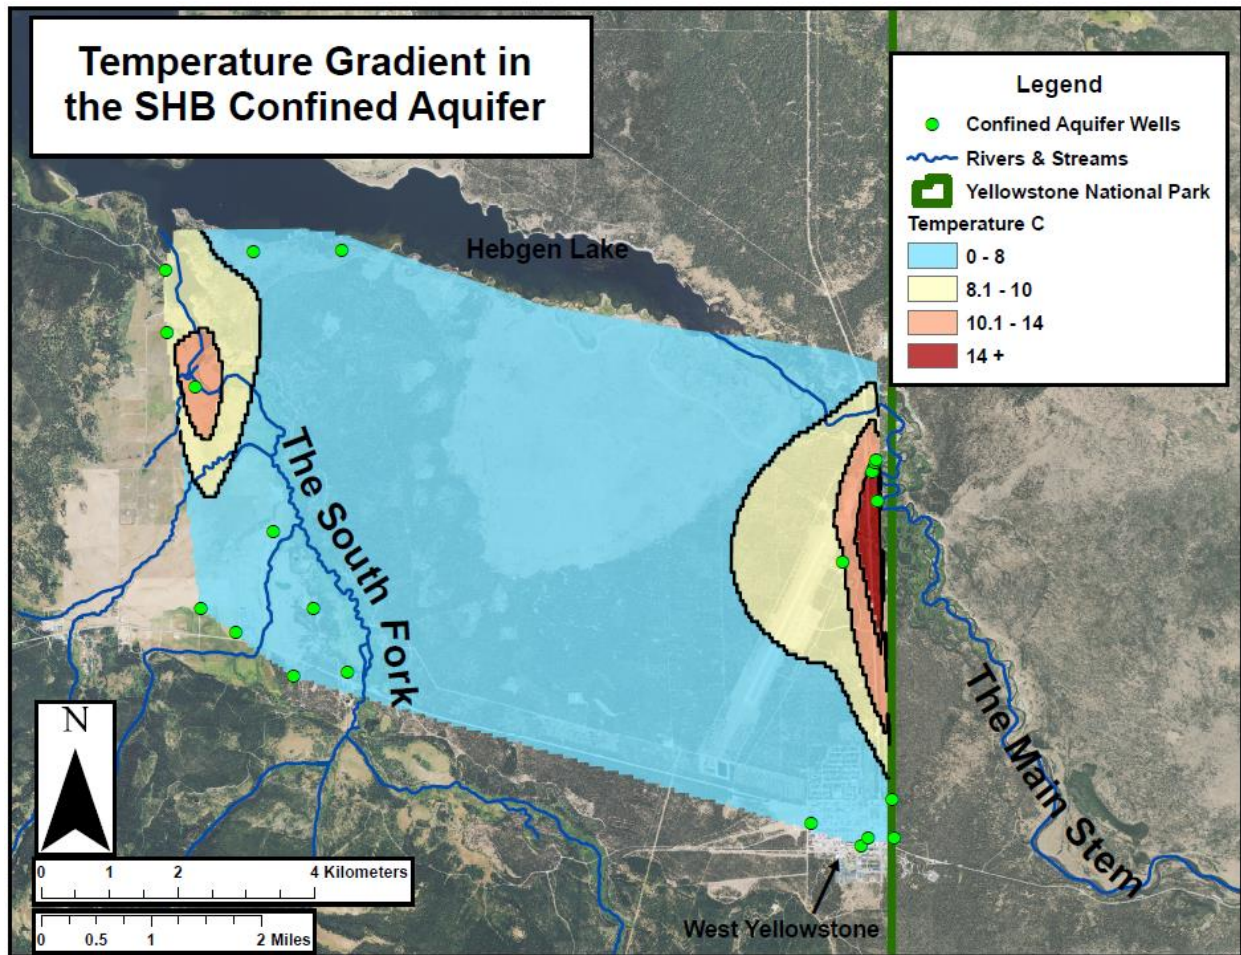 Temperature Gradient in
the SHB Confined Aquifer
Legend
Confined Aquifer Wells
Rivers & Streams
Yellowstone National Park
Temperature C
0 - 8
8.1 - 10
10.1 - 14
14 +
Hebgen Lake
The South Fork
The Main Stem
West Yellowstone
N
0 1 2 4 Kilometers
0 0.5 1 2 Miles